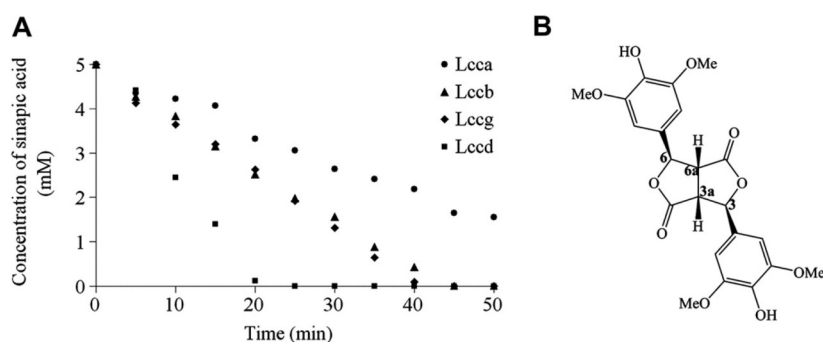 A
B
Concentration of sinapic acid
(mM)
5
4
3
2
1
0
0
10
20
30
40
50
Time (min)
Lcca
Lccb
Lccg
Lccd
HO
OMe
MeO
H
O
6
6a
O
O
3a
3
O
H
O
OMe
MeO
OH